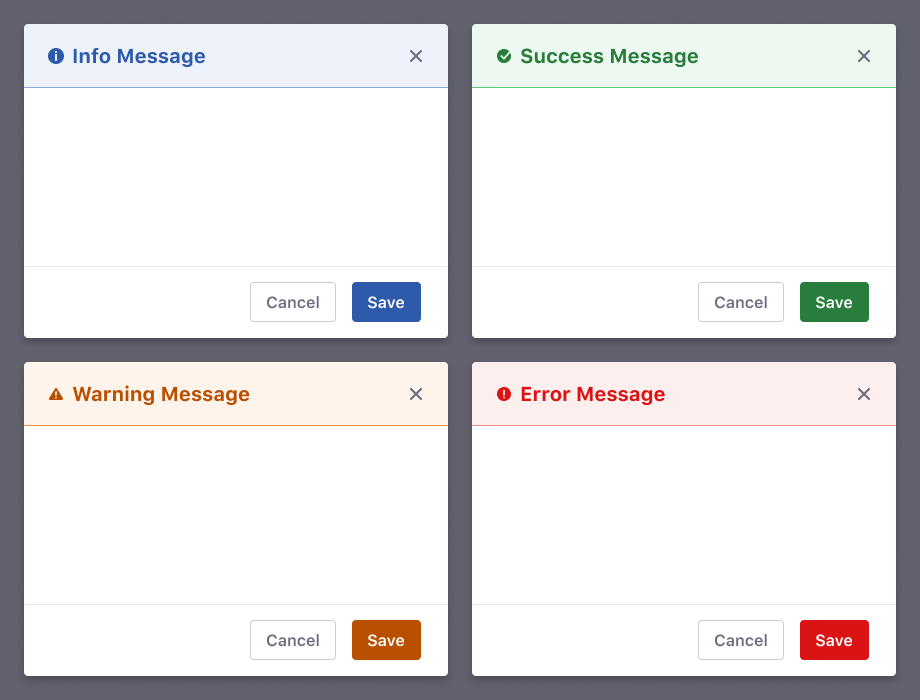 Info Message
Success Message
Cancel
Save
Cancel
Save
Warning Message
Error Message
Cancel
Save
Cancel
Save